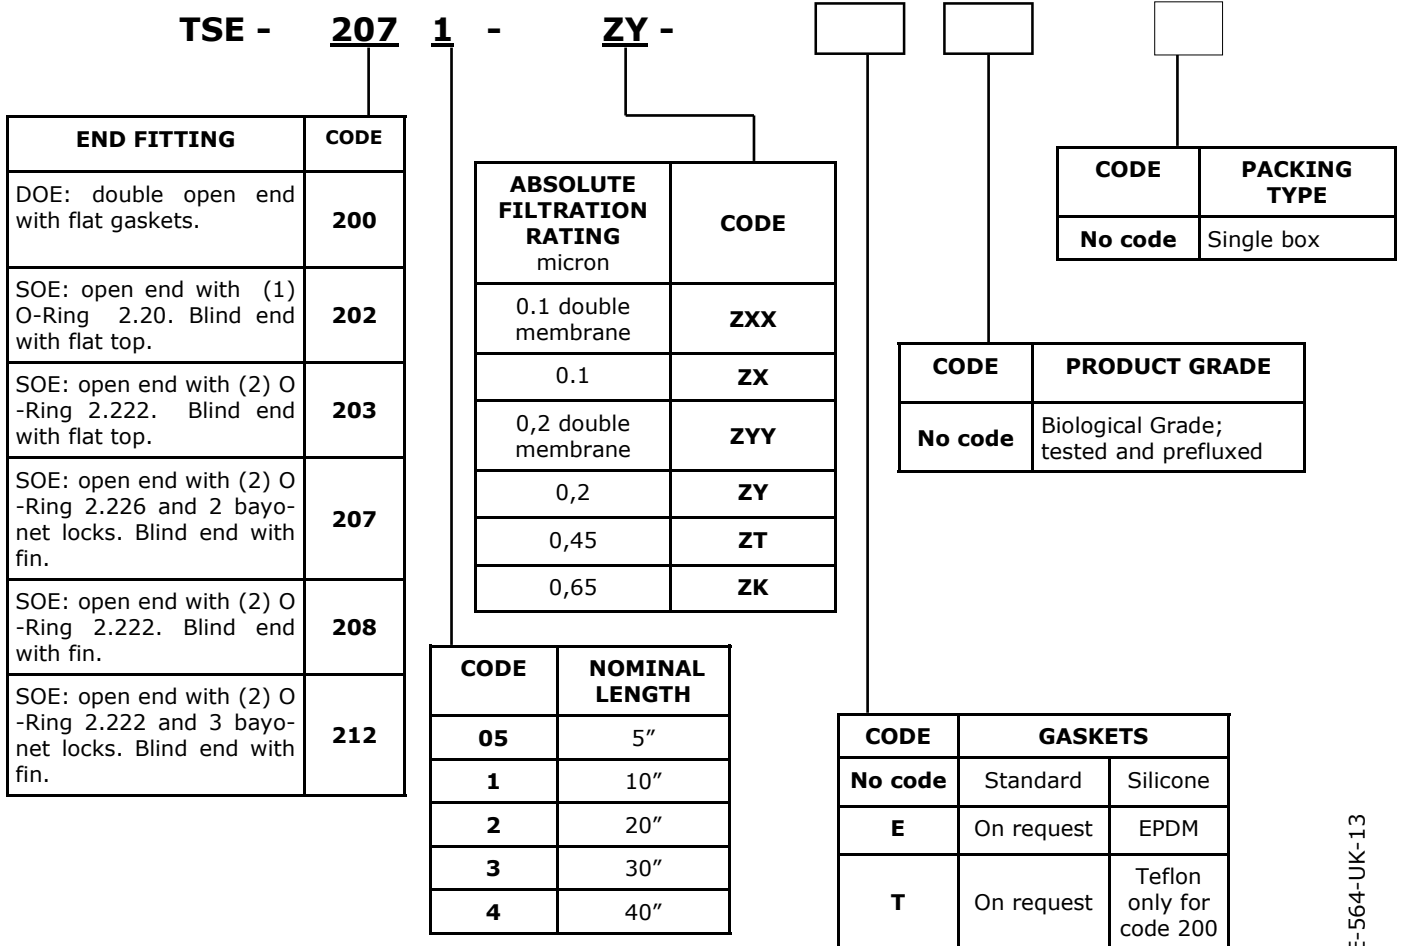 TSE - 207 1 - ZY -
END FITTING CODE
DOE: double open end
with flat gaskets.
200
SOE: open end with (1)
O-Ring 2.20. Blind end
with flat top.
202
SOE: open end with (2) O
-Ring 2.222. Blind end
with flat top.
203
SOE: open end with (2) O
-Ring 2.226 and 2 bayo-
net locks. Blind end with
fin.
207
SOE: open end with (2) O
-Ring 2.222. Blind end
with fin.
208
SOE: open end with (2) O
-Ring 2.222 and 3 bayo-
net locks. Blind end with
fin.
212
ABSOLUTE
FILTRATION
RATING
micron
CODE
0.1 double
membrane
ZXX
0.1 ZX
0,2 double
membrane
ZYY
0,2 ZY
0,45 ZT
0,65 ZK
CODE NOMINAL
LENGTH
05 5″
1 10″
2 20″
3 30″
4 40″
CODE PACKING
TYPE
No code Single box
CODE PRODUCT GRADE
No code
Biological Grade;
tested and prefluxed
CODE GASKETS
No code Standard Silicone
E On request EPDM
T On request
Teflon
only for
code 200
E-564-UK-13